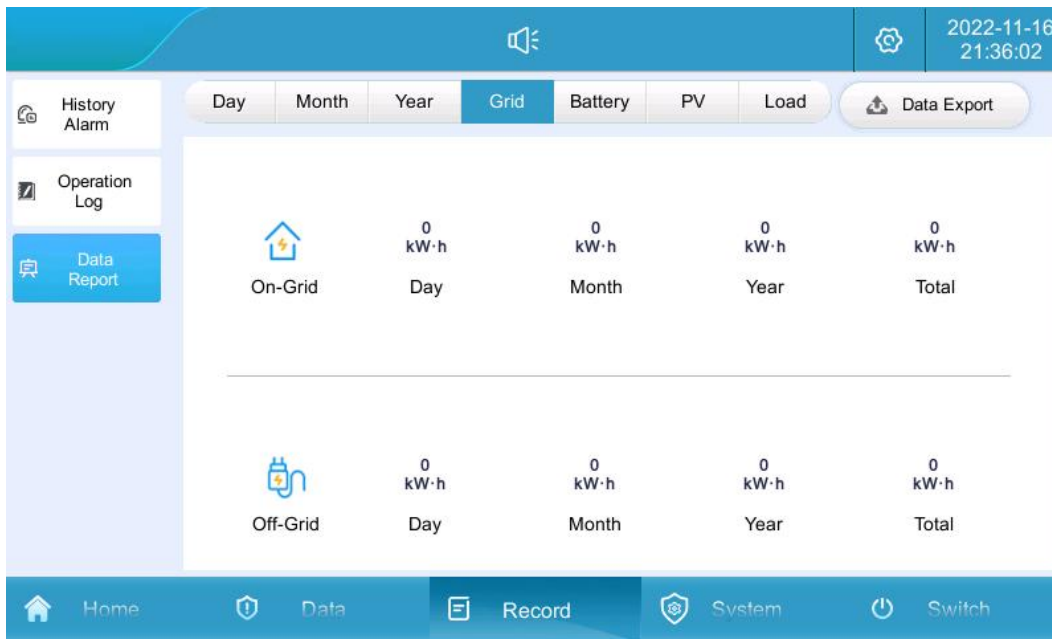 2022-11-16
21:36:02
History
Alarm
Day Month Year Grid Battery PV Load Data Export
Operation
Log
Data
Report
0 0 0 0
kW·h kW·h kW·h kW·h
On-Grid Day Month Year Total
0 0 0 0
kW·h kW·h kW·h kW·h
Off-Grid Day Month Year Total
Home Data Record System Switch